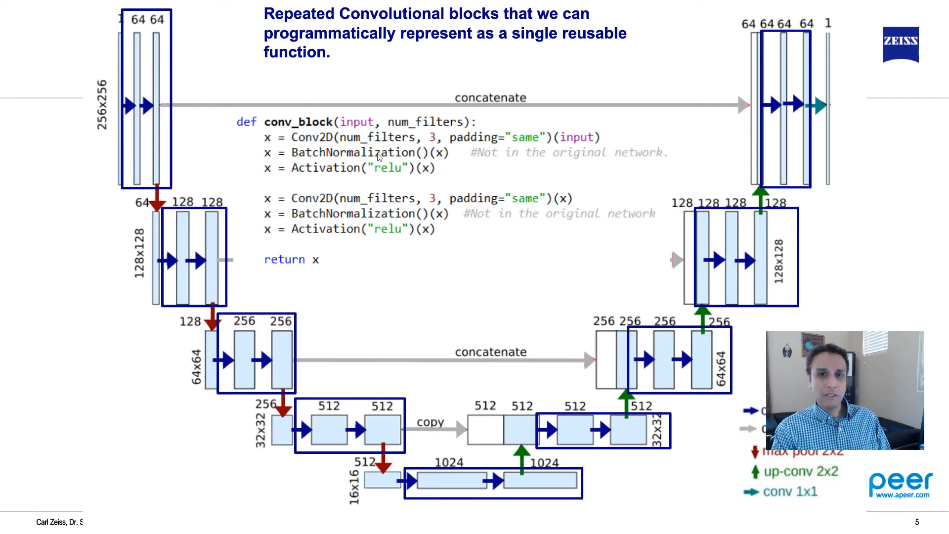 Repeated Convolutional blocks that we can
programmatically represent as a single reusable
function.
ZEISS
1 64 64
256x256
concatenate
64 64 64 64 1
def conv_block(input, num_filters):
x = Conv2D(num_filters, 3, padding="same")(input)
x = BatchNormalization()(x) #Not in the original network.
x = Activation("relu")(x)
x = Conv2D(num_filters, 3, padding="same")(x)
x = BatchNormalization()(x) #Not in the original network
x = Activation("relu")(x)
return x
64 128 128
128x128
128 128 128 128
128x128
128 256 256
64x64
concatenate
256 256 256 256
64x64
256 512 512
32x32
copy
512 512 512 512
32x32
512 1024 1024
16x16
max pool 2x2
up-conv 2x2
conv 1x1
peer
www.apeer.com
Carl Zeiss, Dr. S
5